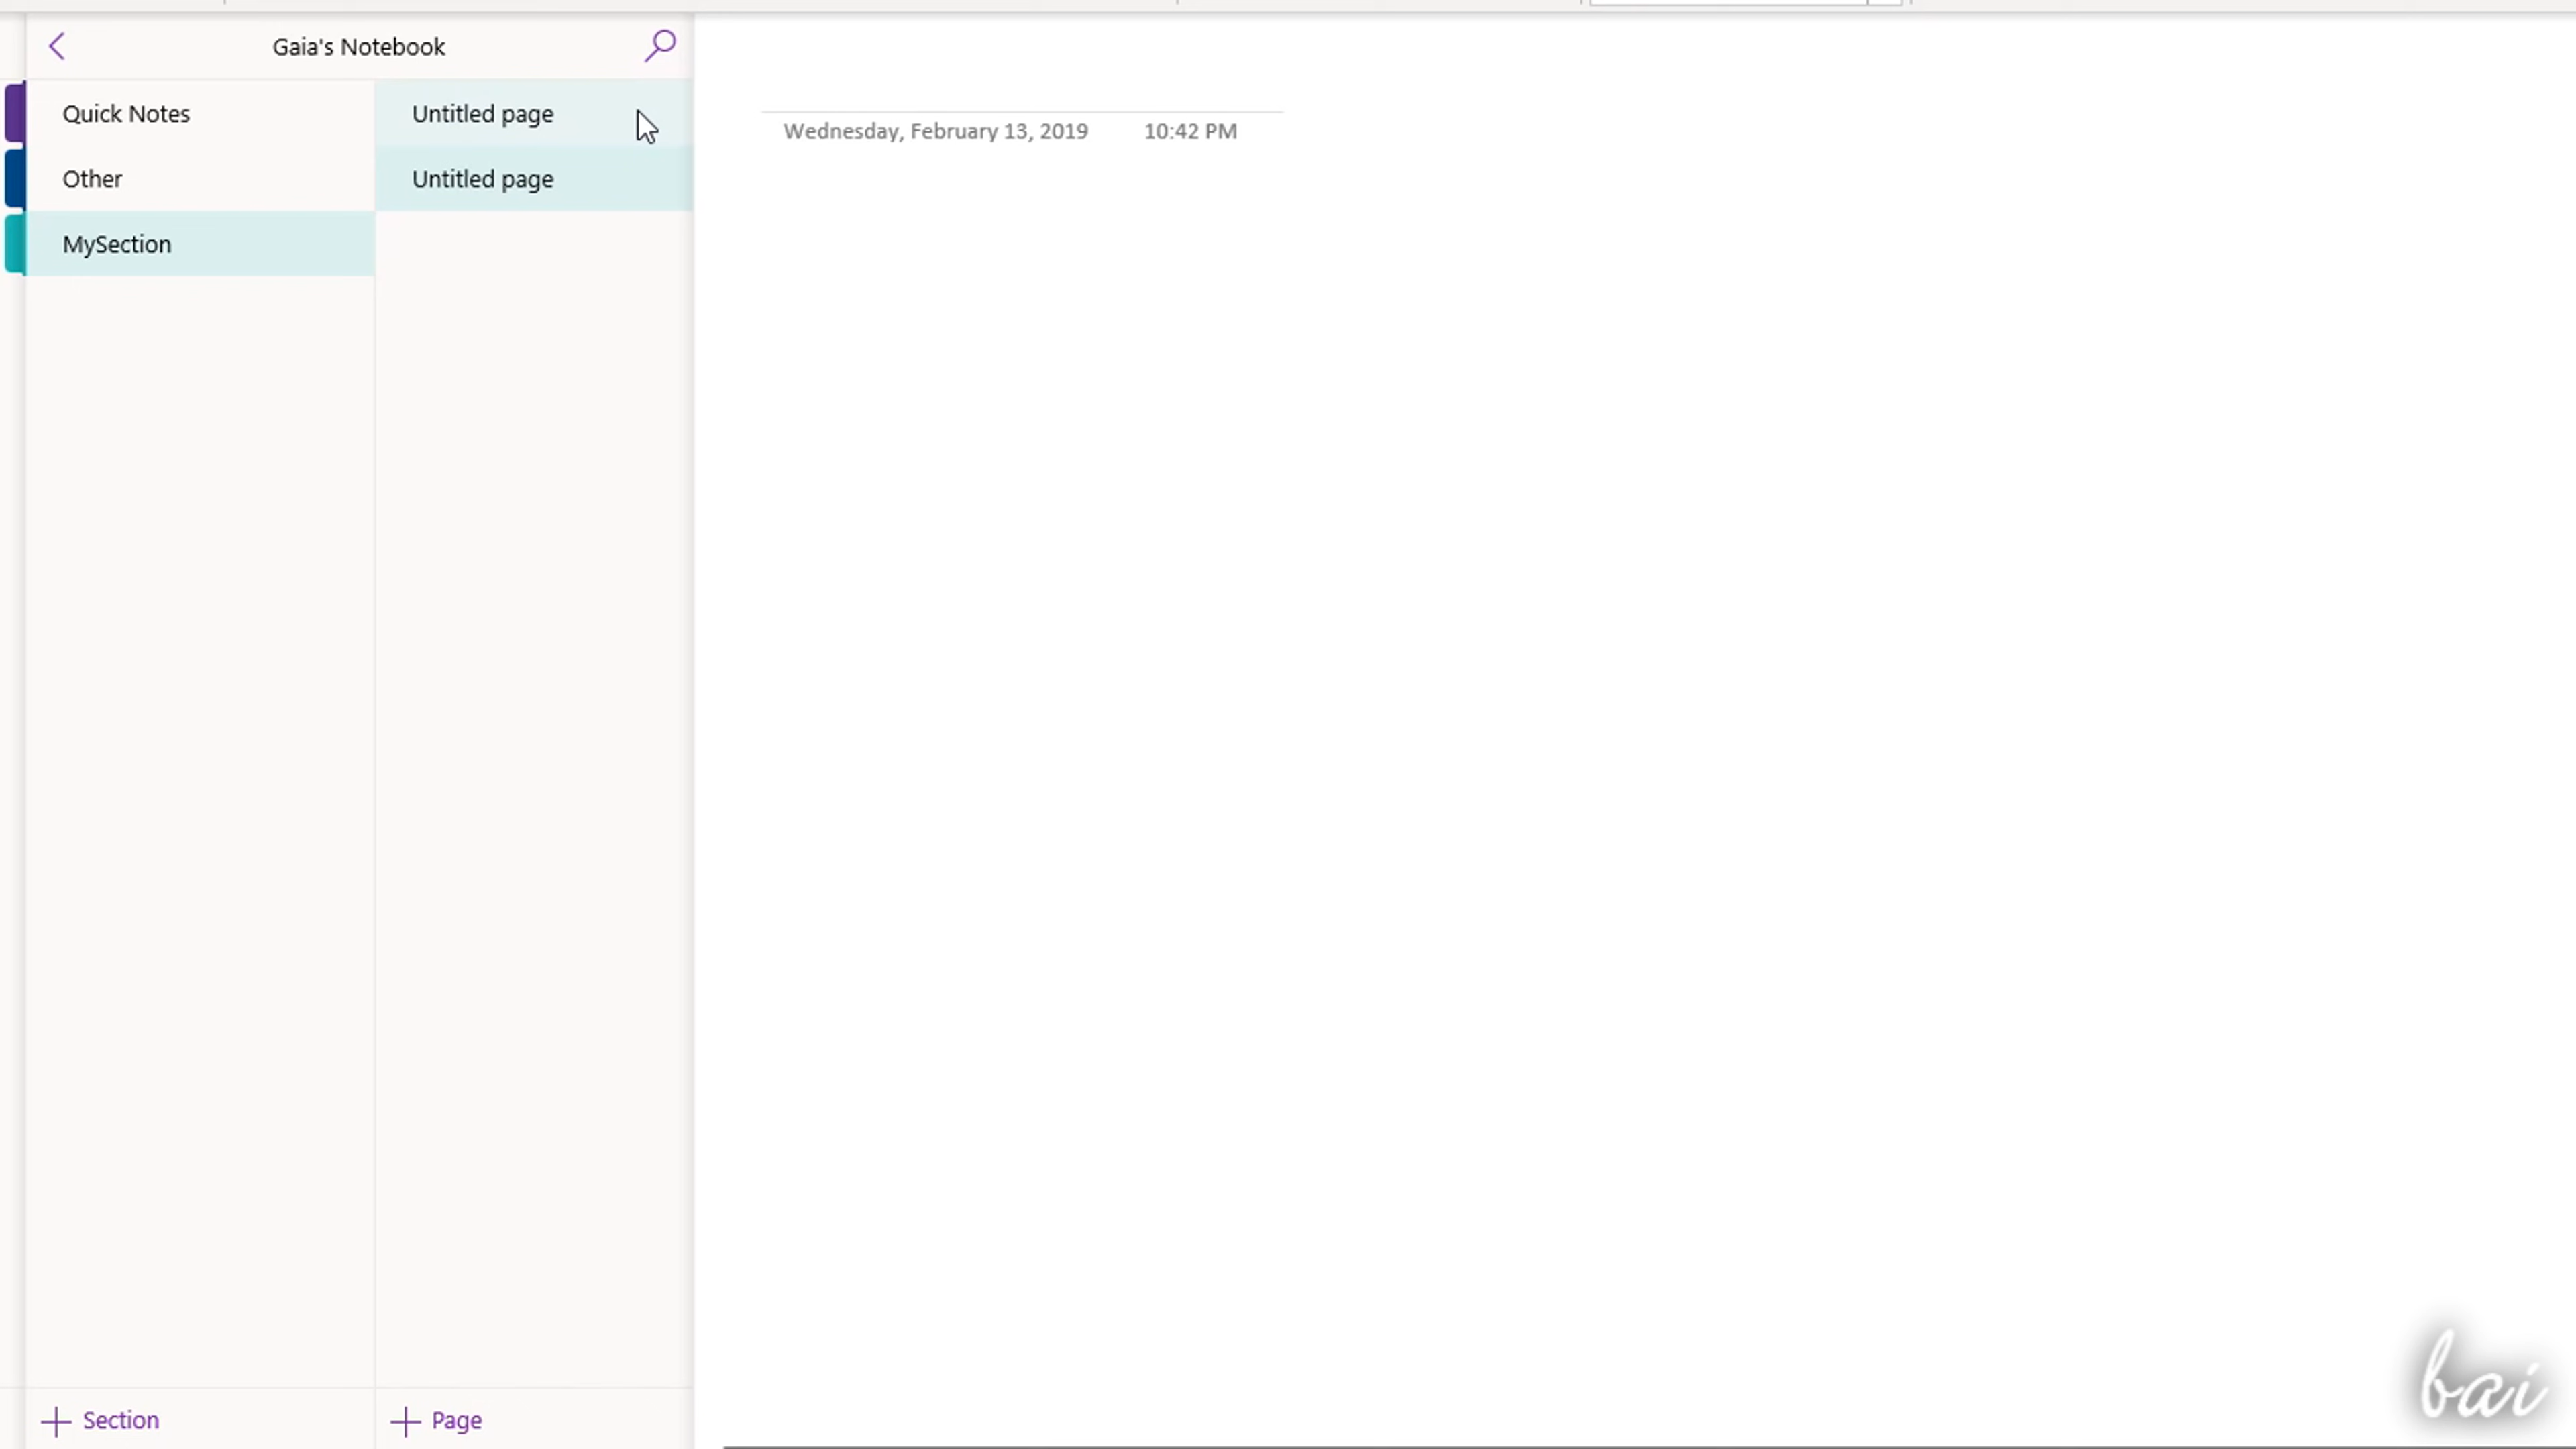 Gaia's Notebook
Quick Notes
Other
MySection
Untitled page
Untitled page
Wednesday, February 13, 2019 10:42 PM
Section
Page
bai